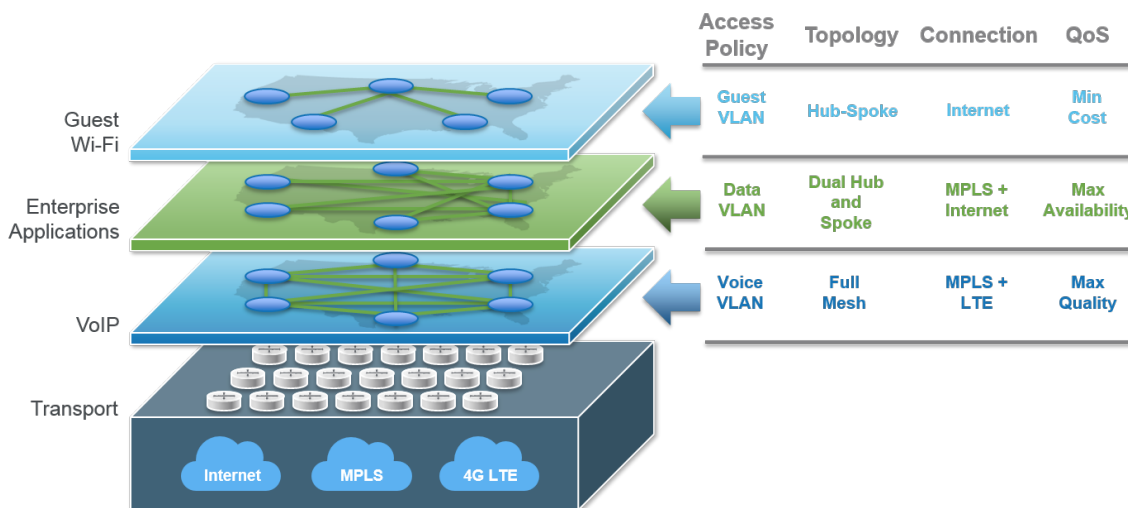 Access
Policy
Topology
Connection
QoS
Guest
Wi-Fi
Guest
VLAN
Hub-Spoke
Internet
Min
Cost
Enterprise
Applications
Data
VLAN
Dual Hub
and
Spoke
MPLS +
Internet
Max
Availability
VoIP
Voice
VLAN
Full
Mesh
MPLS +
LTE
Max
Quality
Transport
Internet
MPLS
4G LTE